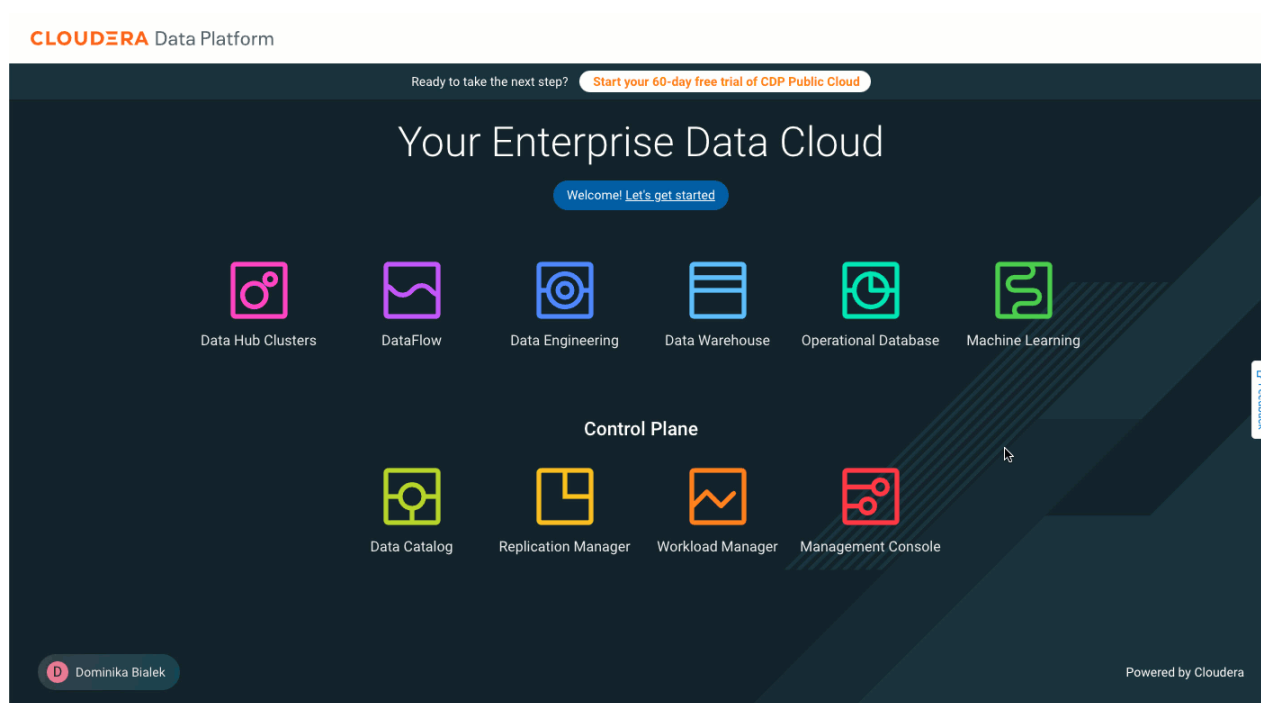 CLOUDERA Data Platform
Ready to take the next step? Start your 60-day free trial of CDP Public Cloud
Your Enterprise Data Cloud
Welcome! Let's get started
Data Hub Clusters DataFlow Data Engineering Data Warehouse Operational Database Machine Learning
Control Plane
Data Catalog Replication Manager Workload Manager Management Console
D Dominika Bialek
Powered by Cloudera